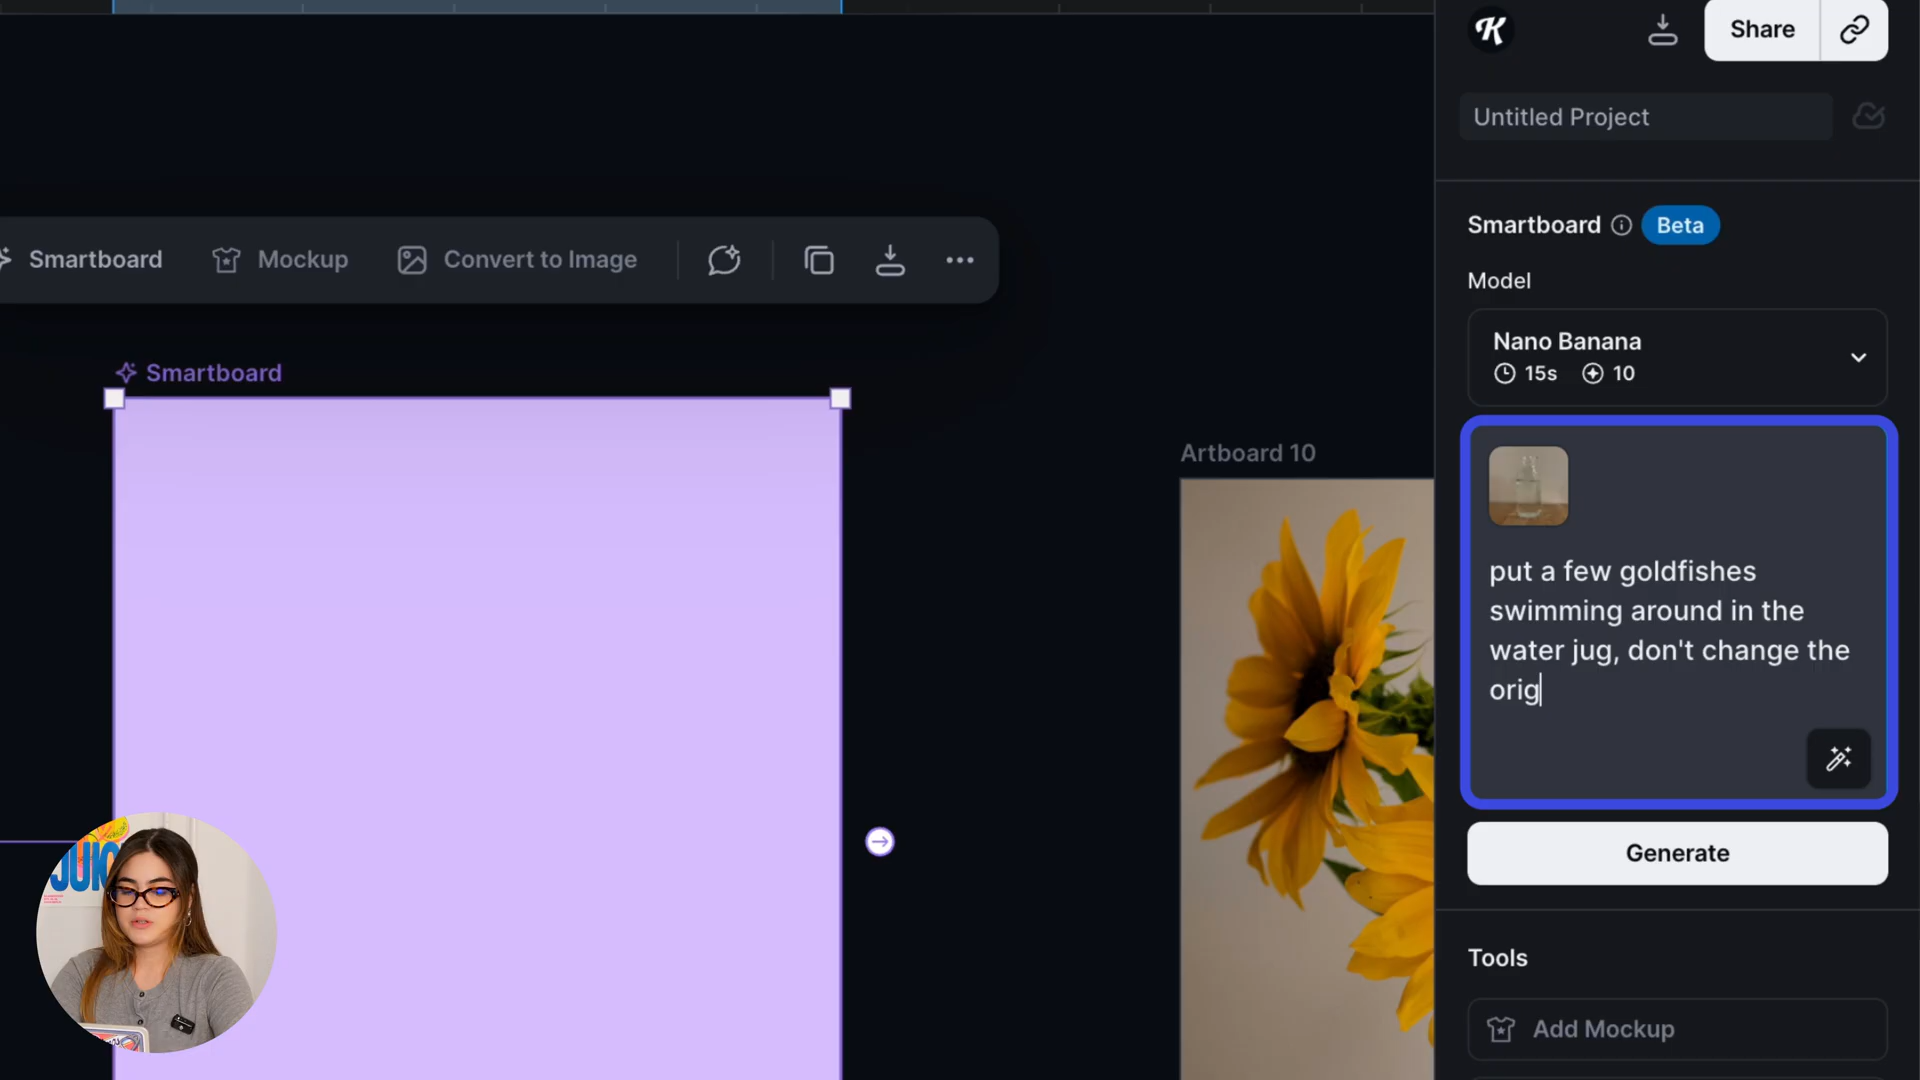 Share
Untitled Project
Smartboard
Mockup
Convert to Image
Smartboard
Beta
Model
Nano Banana
15s
10
Smartboard
Artboard 10
put a few goldfishes
swimming around in the
water jug, don't change the
orig
Generate
Tools
Add Mockup